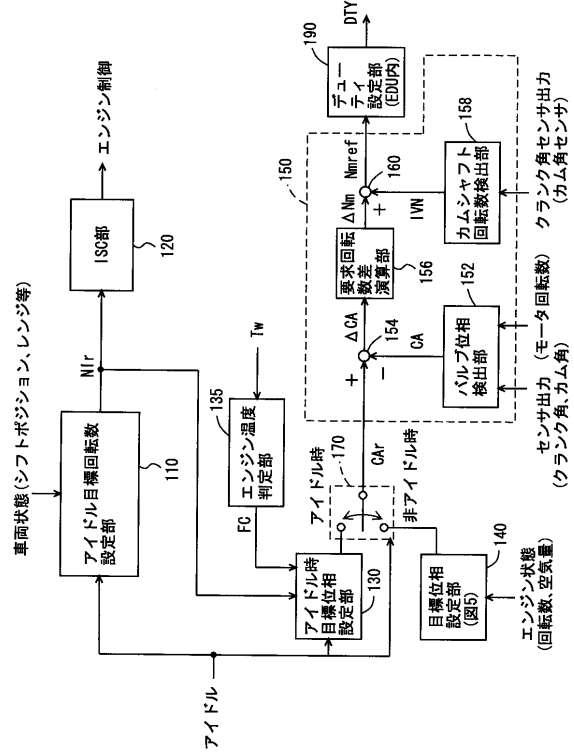 車両状態(シフトポジション、レンジ等)
アイドル
アイドル目標回転数
設定部
110
NIr
ISC部
120
エンジン制御
Tw
エンジン温度
判定部
135
FC
アイドル時
目標位相
設定部
130
アイドル時
非アイドル時
170
CAr
目標位相
設定部
(図5)
140
エンジン状態
(回転数、空気量)
150
+
−
154
ΔCA
CA
バルブ位相
検出部
152
センサ出力
(クランク角、カム角)
(モータ回転数)
要求回転
数差
演算部
156
ΔNm
+
+
160
Nmref
IVN
カムシャフト
回転数検出部
158
クランク角センサ出力
(カム角センサ)
デュー
ティ
設定部
(EDU内)
190
DTY